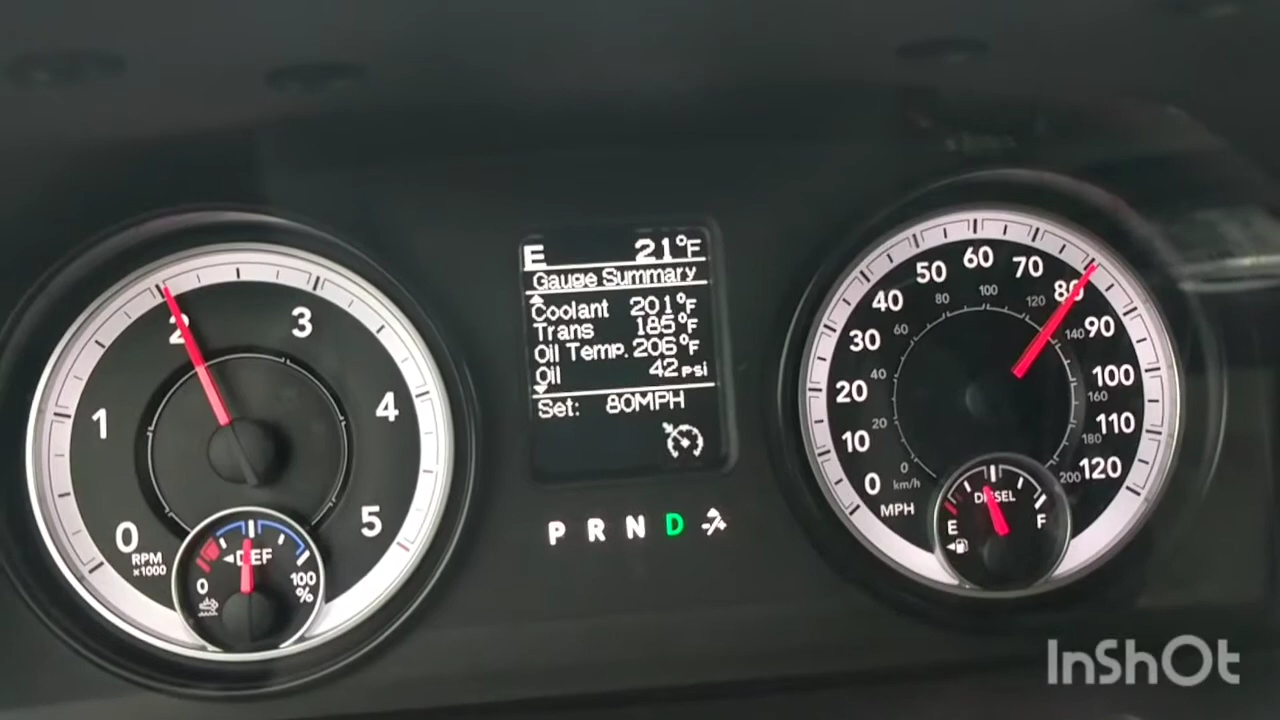 E 21°F
Gauge Summary
Coolant 201°F
Trans 185°F
Oil Temp. 206°F
Oil 42 psi
Set: 80MPH
P R N D
0 1 2 3 4 5
RPM
×1000
DEF
0 100
%
0 10 20 30 40 50 60 70 80 90 100 110 120
MPH
0 20 40 60 80 100 120 140 160 180 200
km/h
DIESEL
E F
InShOt